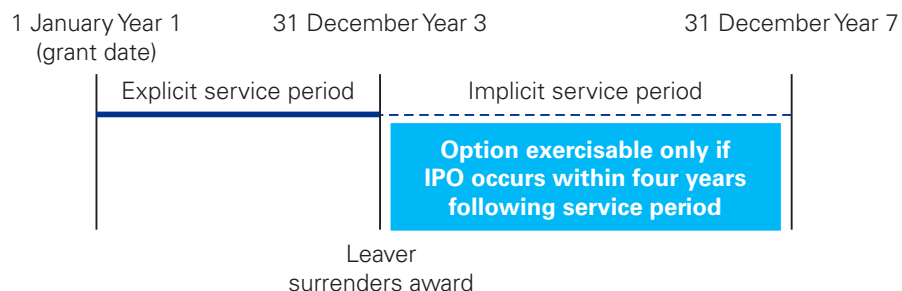 1 January Year 1
(grant date)
31 December Year 3
31 December Year 7
Explicit service period
Implicit service period
Option exercisable only if
IPO occurs within four years
following service period
Leaver
surrenders award